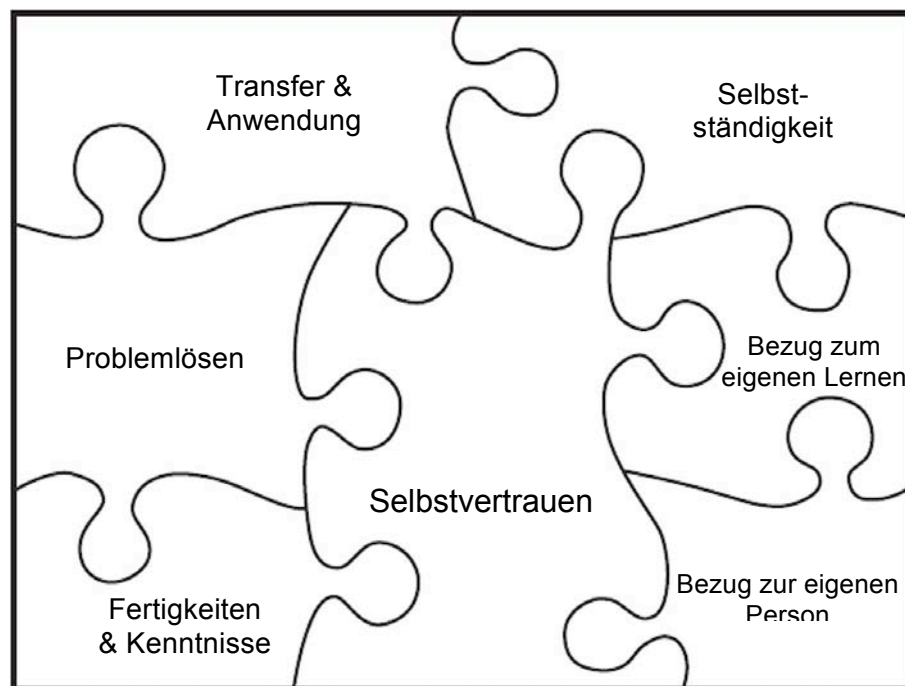 Transfer &
Anwendung
Selbst-
ständigkeit
Problemlösen
Bezug zum
eigenen Lernen
Selbstvertrauen
Fertigkeiten
& Kenntnisse
Bezug zur eigenen
Person